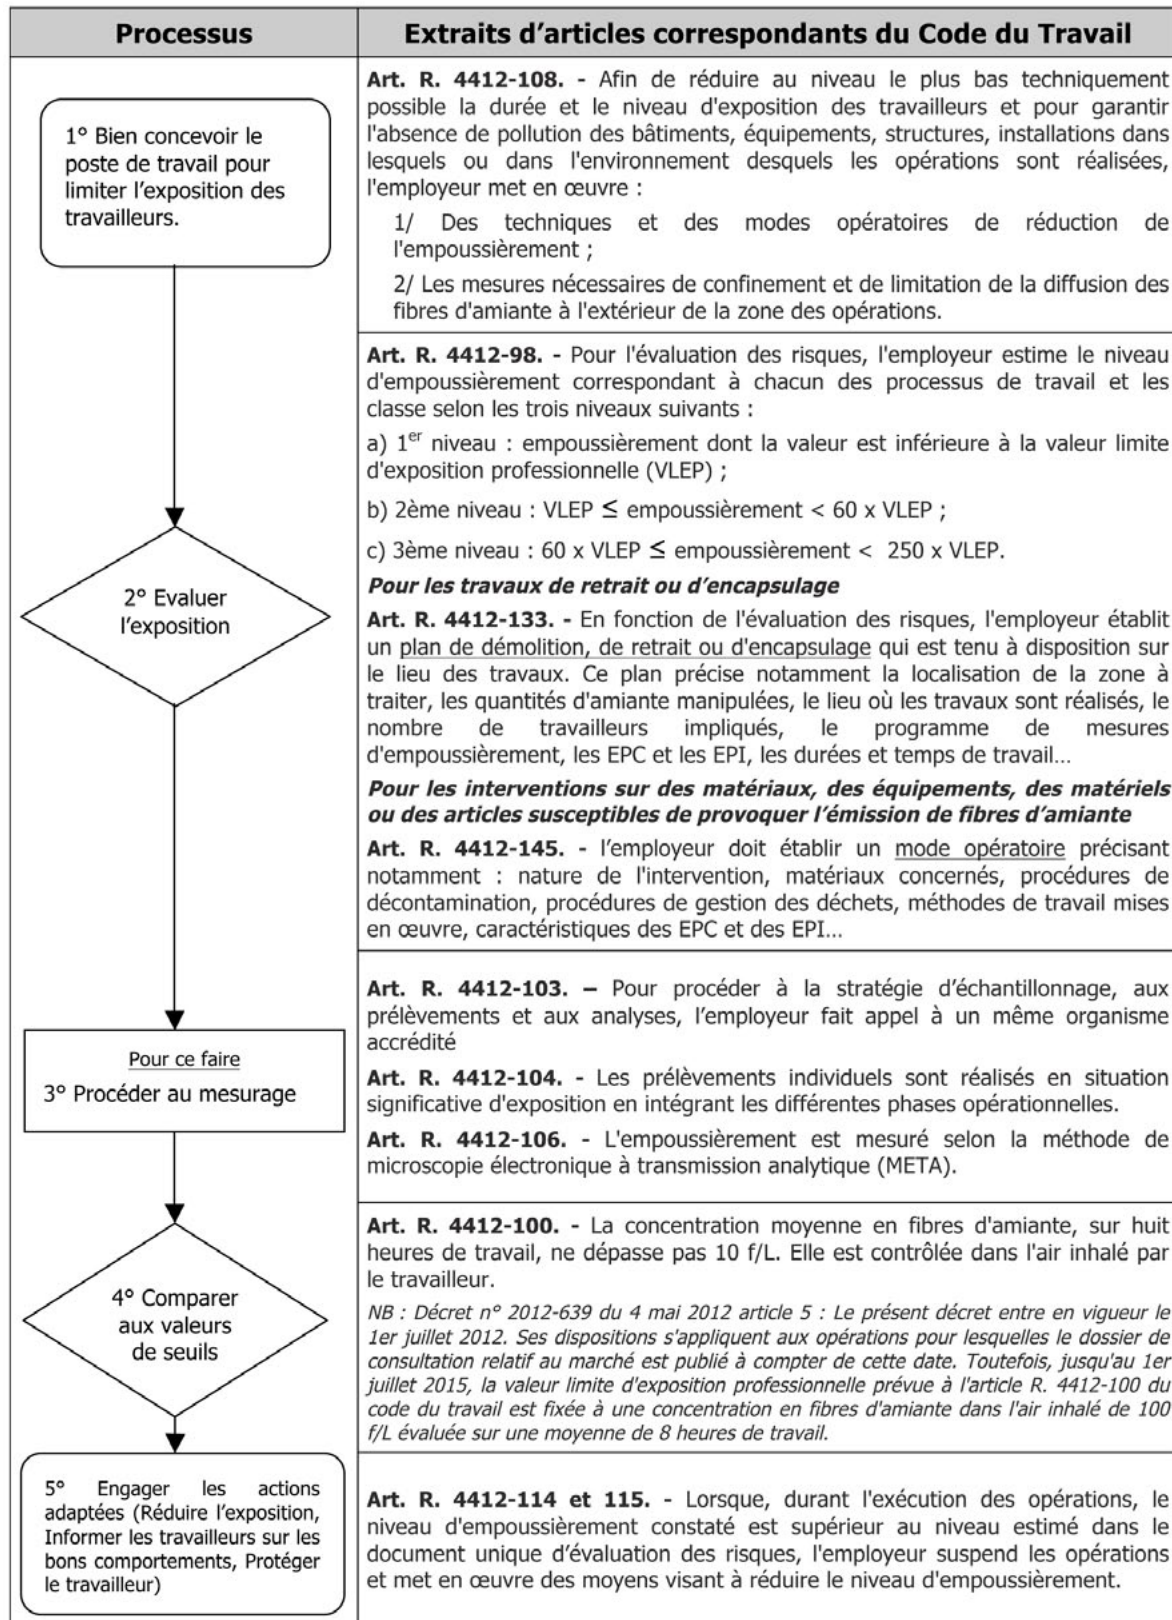 Processus
Extraits d'articles correspondants du Code du Travail
1° Bien concevoir le
poste de travail pour
limiter l'exposition des
travailleurs.
Art. R. 4412-108. - Afin de réduire au niveau le plus bas techniquement
possible la durée et le niveau d'exposition des travailleurs et pour garantir
l'absence de pollution des bâtiments, équipements, structures, installations dans
lesquels ou dans l'environnement desquels les opérations sont réalisées,
l'employeur met en œuvre :
1/ Des techniques et des modes opératoires de réduction de
l'empoussièrement ;
2/ Les mesures nécessaires de confinement et de limitation de la diffusion des
fibres d'amiante à l'extérieur de la zone des opérations.
2° Evaluer
l'exposition
Art. R. 4412-98. - Pour l'évaluation des risques, l'employeur estime le niveau
d'empoussièrement correspondant à chacun des processus de travail et les
classe selon les trois niveaux suivants :
a) 1er niveau : empoussièrement dont la valeur est inférieure à la valeur limite
d'exposition professionnelle (VLEP) ;
b) 2ème niveau : VLEP ≤ empoussièrement < 60 x VLEP ;
c) 3ème niveau : 60 x VLEP ≤ empoussièrement < 250 x VLEP.
Pour les travaux de retrait ou d'encapsulage
Art. R. 4412-133. - En fonction de l'évaluation des risques, l'employeur établit
un plan de démolition, de retrait ou d'encapsulage qui est tenu à disposition sur
le lieu des travaux. Ce plan précise notamment la localisation de la zone à
traiter, les quantités d'amiante manipulées, le lieu où les travaux sont réalisés, le
nombre de travailleurs impliqués, le programme de mesures
d'empoussièrement, les EPC et les EPI, les durées et temps de travail...
Pour les interventions sur des matériaux, des équipements, des matériels
ou des articles susceptibles de provoquer l'émission de fibres d'amiante
Art. R. 4412-145. - l'employeur doit établir un mode opératoire précisant
notamment : nature de l'intervention, matériaux concernés, procédures de
décontamination, procédures de gestion des déchets, méthodes de travail mises
en œuvre, caractéristiques des EPC et des EPI...
Pour ce faire
3° Procéder au mesurage
Art. R. 4412-103. – Pour procéder à la stratégie d'échantillonnage, aux
prélèvements et aux analyses, l'employeur fait appel à un même organisme
accrédité
Art. R. 4412-104. - Les prélèvements individuels sont réalisés en situation
significative d'exposition en intégrant les différentes phases opérationnelles.
Art. R. 4412-106. - L'empoussièrement est mesuré selon la méthode de
microscopie électronique à transmission analytique (META).
4° Comparer
aux valeurs
de seuils
Art. R. 4412-100. - La concentration moyenne en fibres d'amiante, sur huit
heures de travail, ne dépasse pas 10 f/L. Elle est contrôlée dans l'air inhalé par
le travailleur.
NB : Décret n° 2012-639 du 4 mai 2012 article 5 : Le présent décret entre en vigueur le
1er juillet 2012. Ses dispositions s'appliquent aux opérations pour lesquelles le dossier de
consultation relatif au marché est publié à compter de cette date. Toutefois, jusqu'au 1er
juillet 2015, la valeur limite d'exposition professionnelle prévue à l'article R. 4412-100 du
code du travail est fixée à une concentration en fibres d'amiante dans l'air inhalé de 100
f/L évaluée sur une moyenne de 8 heures de travail.
5° Engager les actions
adaptées (Réduire l'exposition,
Informer les travailleurs sur les
bons comportements, Protéger
le travailleur)
Art. R. 4412-114 et 115. - Lorsque, durant l'exécution des opérations, le
niveau d'empoussièrement constaté est supérieur au niveau estimé dans le
document unique d'évaluation des risques, l'employeur suspend les opérations
et met en œuvre des moyens visant à réduire le niveau d'empoussièrement.